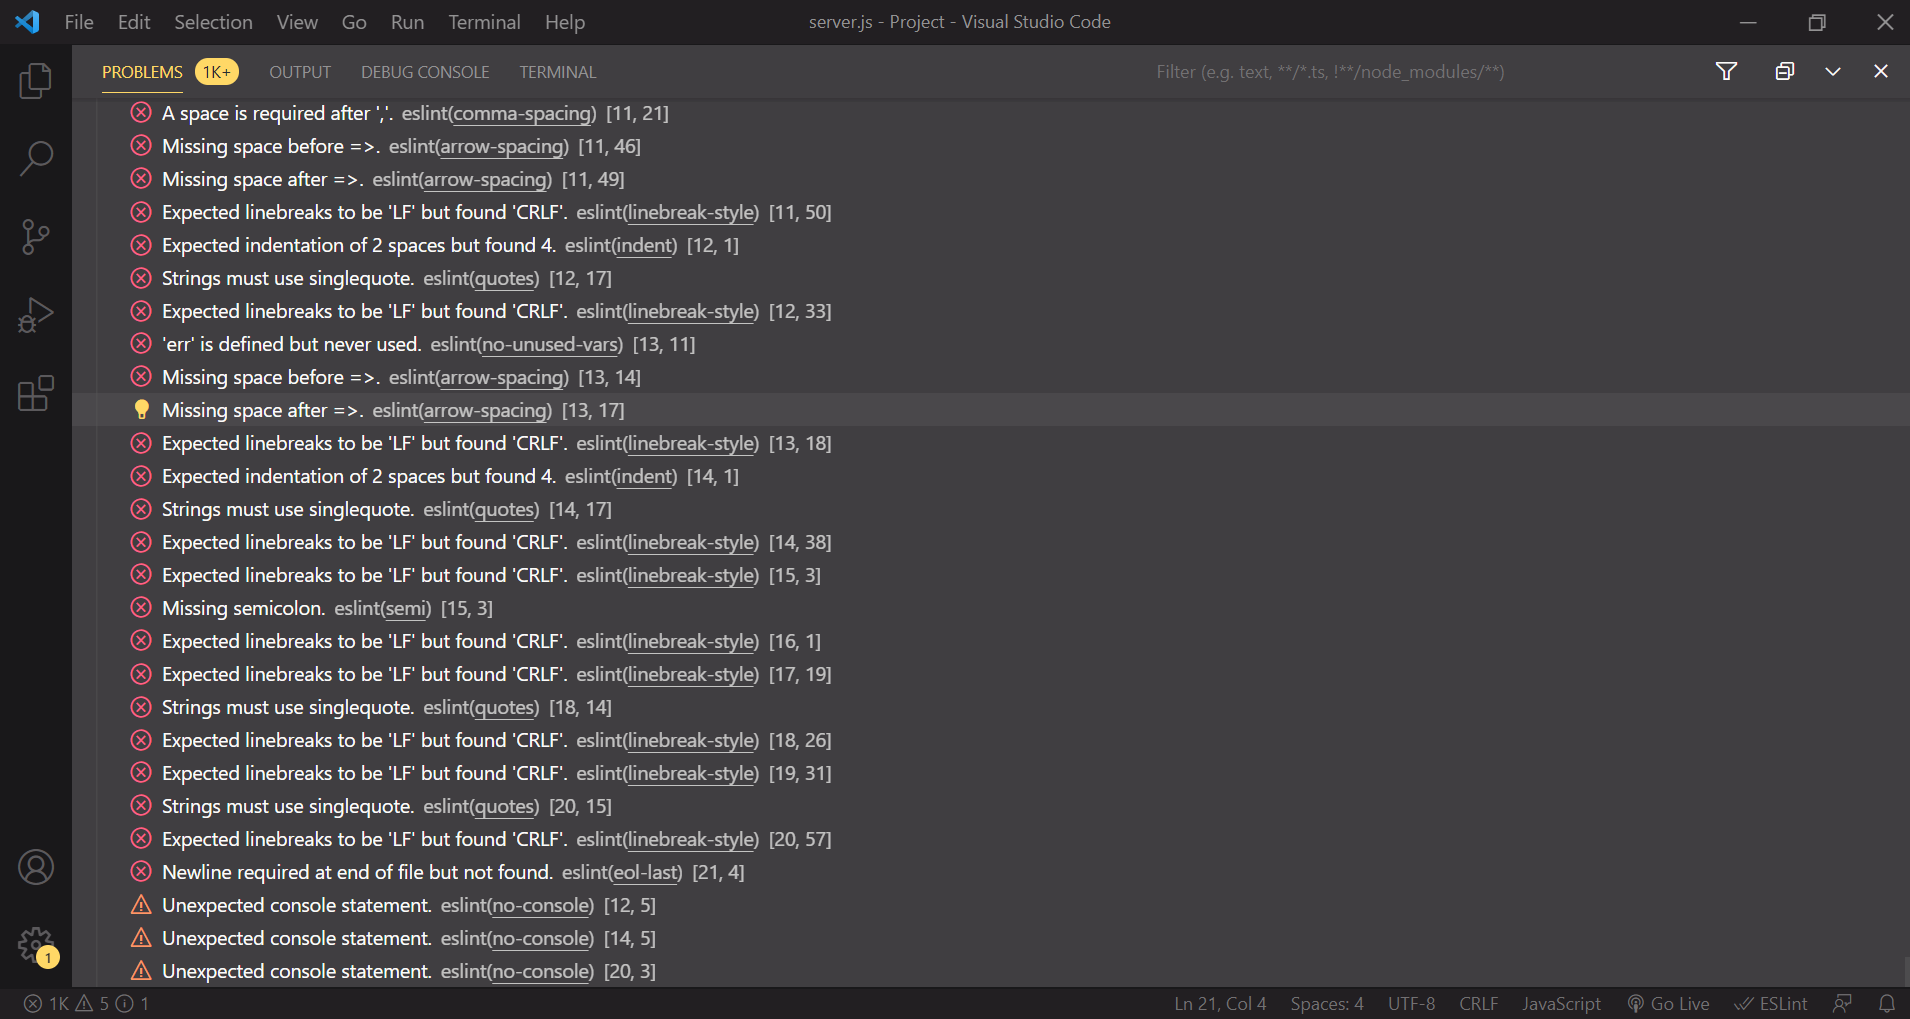 File Edit Selection View Go Run Terminal Help server.js - Project - Visual Studio Code
PROBLEMS 1K+ OUTPUT DEBUG CONSOLE TERMINAL Filter (e.g. text, **/*.ts, !**/node_modules/**)
A space is required after ','. eslint(comma-spacing) [11, 21]
Missing space before =>. eslint(arrow-spacing) [11, 46]
Missing space after =>. eslint(arrow-spacing) [11, 49]
Expected linebreaks to be 'LF' but found 'CRLF'. eslint(linebreak-style) [11, 50]
Expected indentation of 2 spaces but found 4. eslint(indent) [12, 1]
Strings must use singlequote. eslint(quotes) [12, 17]
Expected linebreaks to be 'LF' but found 'CRLF'. eslint(linebreak-style) [12, 33]
'err' is defined but never used. eslint(no-unused-vars) [13, 11]
Missing space before =>. eslint(arrow-spacing) [13, 14]
Missing space after =>. eslint(arrow-spacing) [13, 17]
Expected linebreaks to be 'LF' but found 'CRLF'. eslint(linebreak-style) [13, 18]
Expected indentation of 2 spaces but found 4. eslint(indent) [14, 1]
Strings must use singlequote. eslint(quotes) [14, 17]
Expected linebreaks to be 'LF' but found 'CRLF'. eslint(linebreak-style) [14, 38]
Expected linebreaks to be 'LF' but found 'CRLF'. eslint(linebreak-style) [15, 3]
Missing semicolon. eslint(semi) [15, 3]
Expected linebreaks to be 'LF' but found 'CRLF'. eslint(linebreak-style) [16, 1]
Expected linebreaks to be 'LF' but found 'CRLF'. eslint(linebreak-style) [17, 19]
Strings must use singlequote. eslint(quotes) [18, 14]
Expected linebreaks to be 'LF' but found 'CRLF'. eslint(linebreak-style) [18, 26]
Expected linebreaks to be 'LF' but found 'CRLF'. eslint(linebreak-style) [19, 31]
Strings must use singlequote. eslint(quotes) [20, 15]
Expected linebreaks to be 'LF' but found 'CRLF'. eslint(linebreak-style) [20, 57]
Newline required at end of file but not found. eslint(eol-last) [21, 4]
Unexpected console statement. eslint(no-console) [12, 5]
Unexpected console statement. eslint(no-console) [14, 5]
Unexpected console statement. eslint(no-console) [20, 3]
1
1K 5 1 Ln 21, Col 4 Spaces: 4 UTF-8 CRLF JavaScript Go Live ESLint